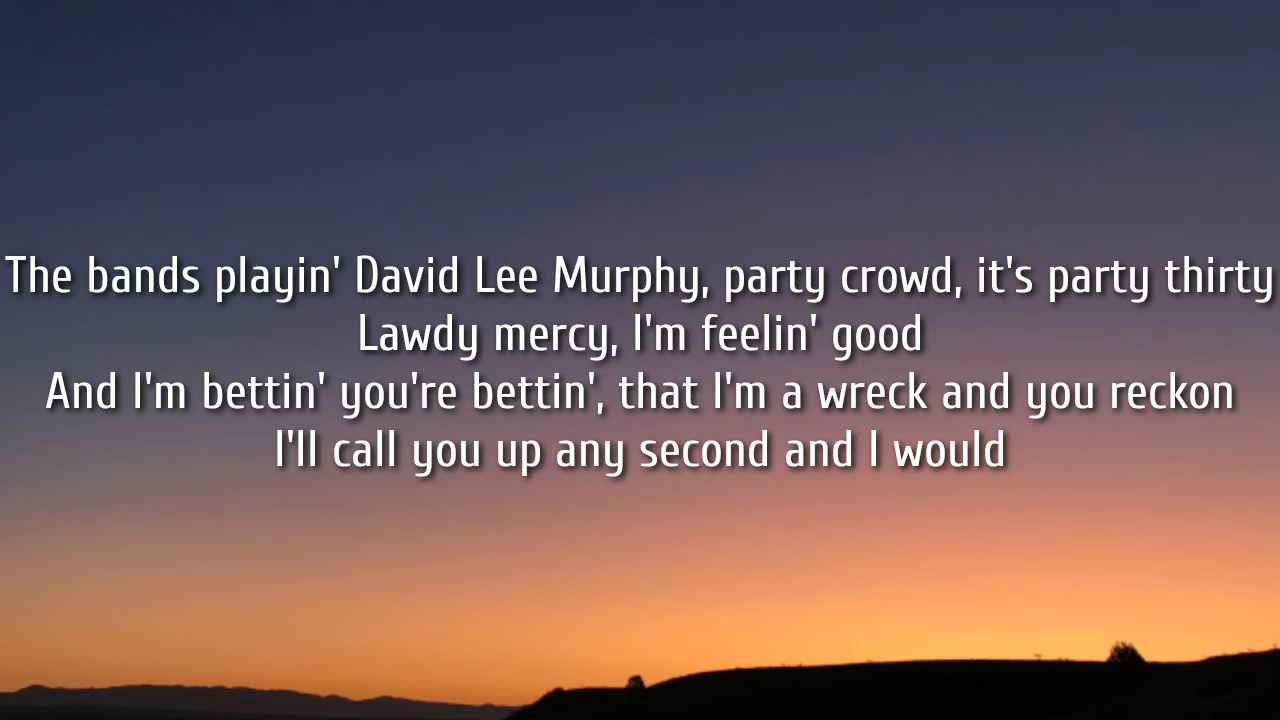 The bands playin' David Lee Murphy, party crowd, it's party thirty
Lawdy mercy, I'm feelin' good
And I'm bettin' you're bettin', that I'm a wreck and you reckon
I'll call you up any second and I would